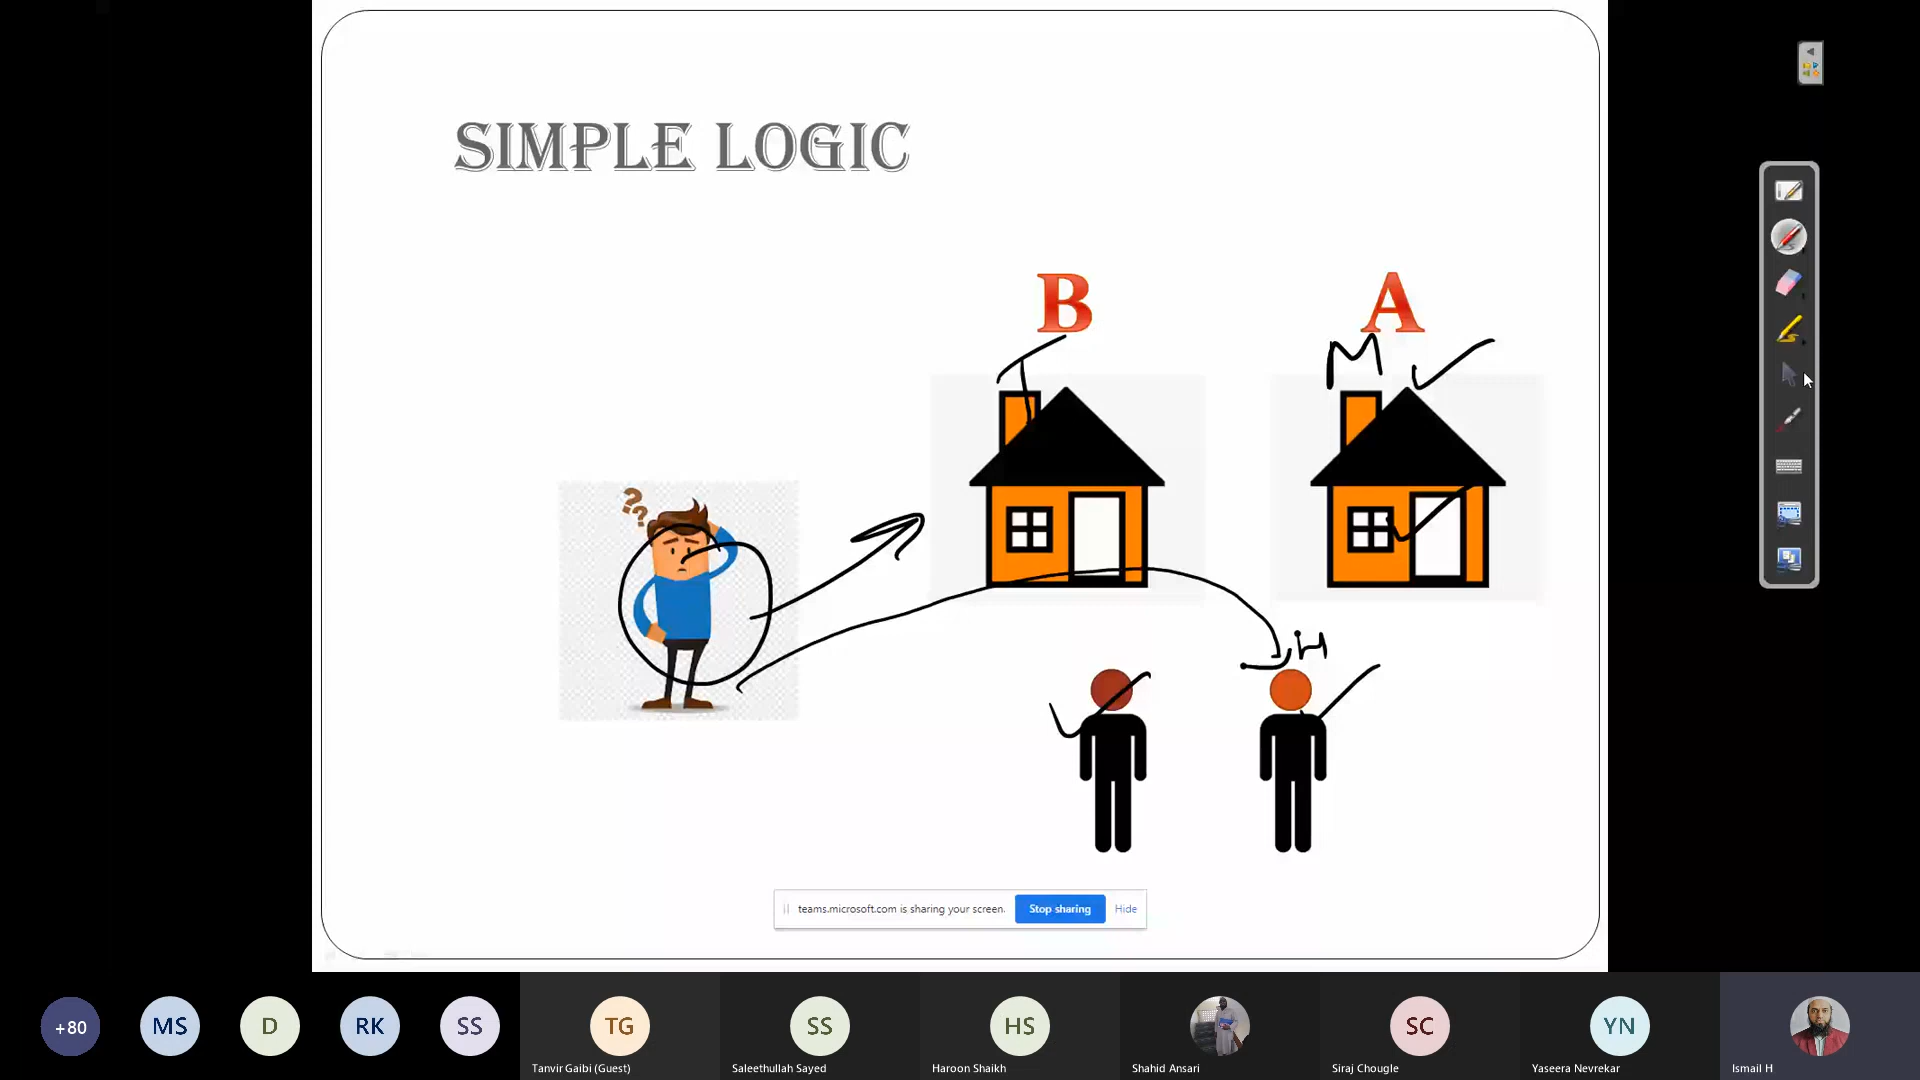 SIMPLE LOGIC
B
A
T
M
??
H
teams.microsoft.com is sharing your screen.
Stop sharing
Hide
+80
MS
D
RK
SS
TG
SS
HS
SC
YN
Tanvir Gaibi (Guest)
Saleethullah Sayed
Haroon Shaikh
Shahid Ansari
Siraj Chougle
Yaseera Nevrekar
Ismail H